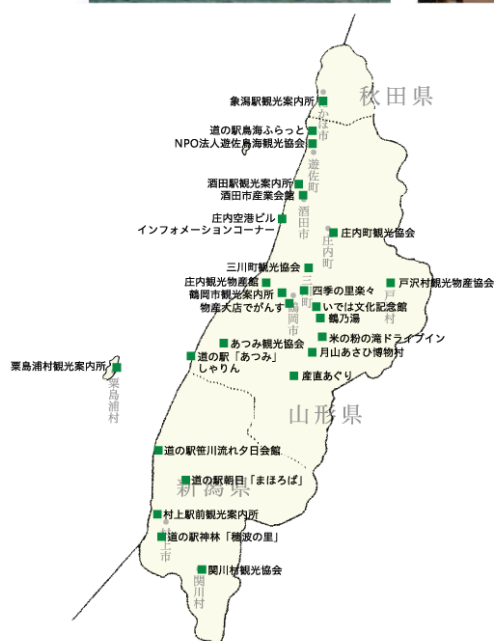 象潟駅観光案内所
秋田県
にかほ市
道の駅鳥海ふらっと
NPO法人遊佐鳥海観光協会
遊佐町
酒田駅観光案内所
酒田市産業会館
酒田市
庄内空港ビル
インフォメーションコーナー
庄内町観光協会
庄内町
三川町観光協会
三川町
庄内観光物産館
四季の里楽々
戸沢村観光物産協会
戸沢村
鶴岡市観光案内所
いでは文化記念館
物産大店でがんす
鶴岡市
鶴乃湯
米の粉の滝ドライブイン
あつみ観光協会
月山あさひ博物村
道の駅「あつみ」
しゃりん
粟島浦村観光案内所
粟島浦村
産直あぐり
山形県
道の駅笹川流れ夕日会館
道の駅朝日「まほろば」
新潟県
村上駅前観光案内所
村上市
道の駅神林「穂波の里」
関川村観光協会
関川村